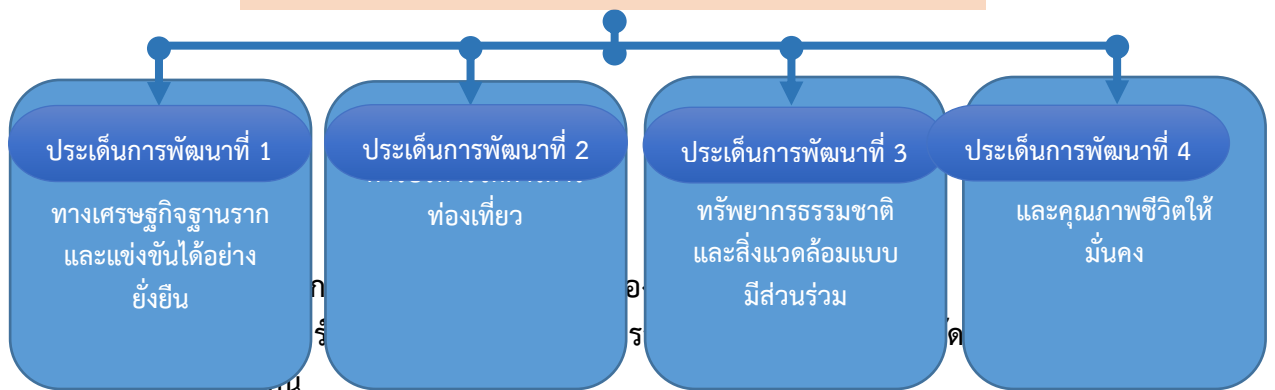 ประเด็นการพัฒนาที่ 1
ทางเศรษฐกิจฐานราก
และแข่งขันได้อย่าง
ยั่งยืน
ประเด็นการพัฒนาที่ 2
ท่องเที่ยว
ประเด็นการพัฒนาที่ 3
ทรัพยากรธรรมชาติ
และสิ่งแวดล้อมแบบ
มีส่วนร่วม
ประเด็นการพัฒนาที่ 4
และคุณภาพชีวิตให้
มั่นคง